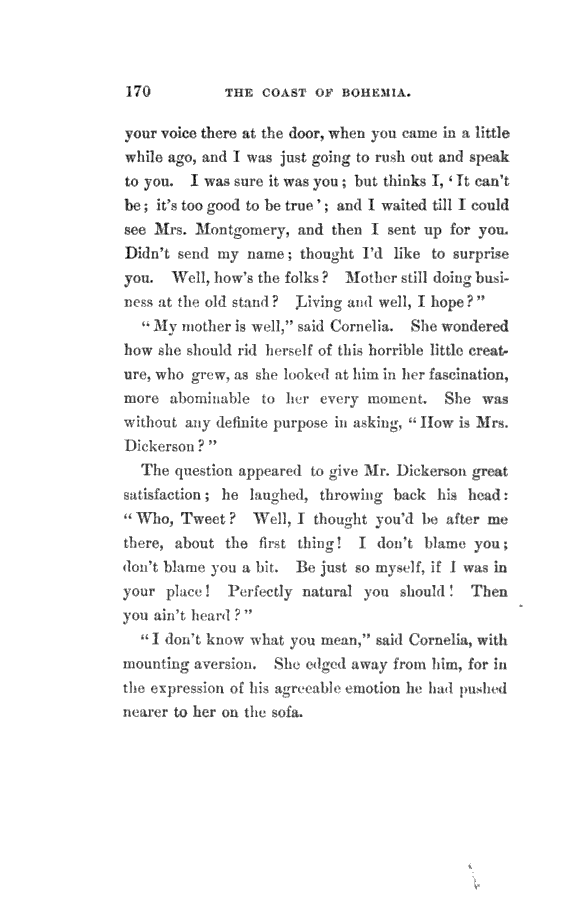 170 THE COAST OF BOHEMIA.
your voice there at the door, when you came in a little
while ago, and I was just going to rush out and speak
to you. I was sure it was you; but thinks I, ‘It can't
be; it's too good to be true’; and I waited till I could
see Mrs. Montgomery, and then I sent up for you.
Didn't send my name; thought I'd like to surprise
you. Well, how's the folks? Mother still doing busi-
ness at the old stand? Living and well, I hope?”
“My mother is well,” said Cornelia. She wondered
how she should rid herself of this horrible little creat-
ure, who grew, as she looked at him in her fascination,
more abominable to her every moment. She was
without any definite purpose in asking, “How is Mrs.
Dickerson?”
The question appeared to give Mr. Dickerson great
satisfaction; he laughed, throwing back his head:
“Who, Tweet? Well, I thought you'd be after me
there, about the first thing! I don't blame you;
don't blame you a bit. Be just so myself, if I was in
your place! Perfectly natural you should! Then
you ain't heard?”
“I don't know what you mean,” said Cornelia, with
mounting aversion. She edged away from him, for in
the expression of his agreeable emotion he had pushed
nearer to her on the sofa.